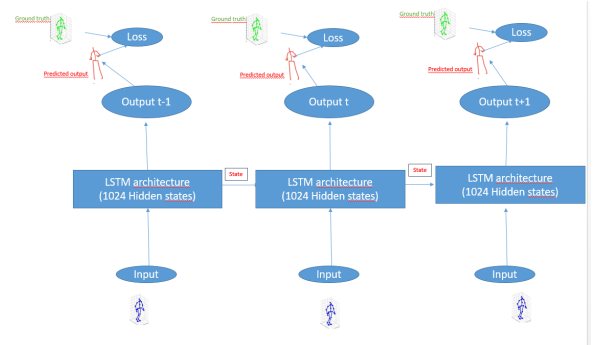 Ground truth
Loss
Predicted output
Output t-1
LSTM architecture
(1024 Hidden states)
Input
State
Ground truth
Loss
Predicted output
Output t
LSTM architecture
(1024 Hidden states)
Input
State
Ground truth
Loss
Predicted output
Output t+1
LSTM architecture
(1024 Hidden states)
Input